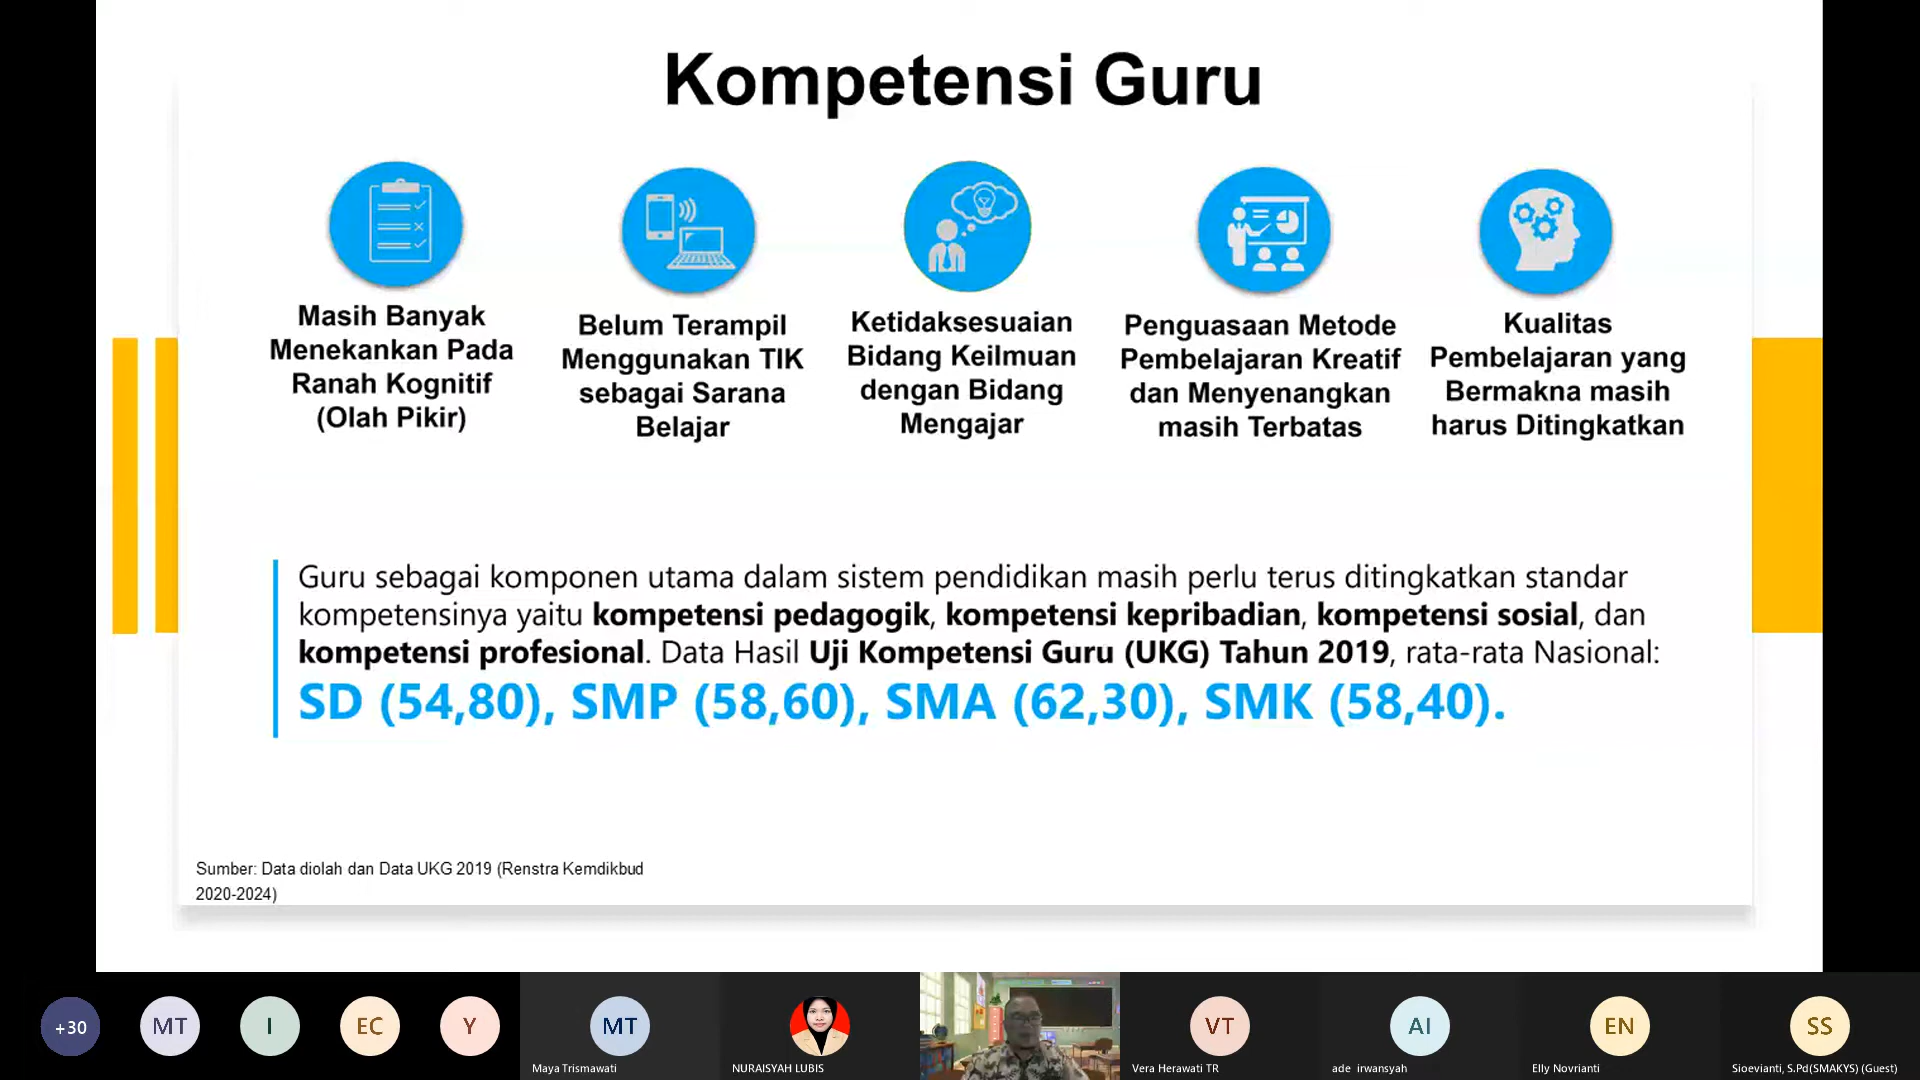 Kompetensi Guru
Masih Banyak
Menekankan Pada
Ranah Kognitif
(Olah Pikir)
Belum Terampil
Menggunakan TIK
sebagai Sarana
Belajar
Ketidaksesuaian
Bidang Keilmuan
dengan Bidang
Mengajar
Penguasaan Metode
Pembelajaran Kreatif
dan Menyenangkan
masih Terbatas
Kualitas
Pembelajaran yang
Bermakna masih
harus Ditingkatkan
Guru sebagai komponen utama dalam sistem pendidikan masih perlu terus ditingkatkan standar
kompetensinya yaitu kompetensi pedagogik, kompetensi kepribadian, kompetensi sosial, dan
kompetensi profesional. Data Hasil Uji Kompetensi Guru (UKG) Tahun 2019, rata-rata Nasional:
SD (54,80), SMP (58,60), SMA (62,30), SMK (58,40).
Sumber: Data diolah dan Data UKG 2019 (Renstra Kemdikbud
2020-2024)
+30
MT
I
EC
Y
MT
Maya Trismawati
NURAISYAH LUBIS
VT
Vera Herawati TR
AI
ade irwansyah
EN
Elly Novrianti
SS
Sioevianti, S.Pd(SMAKYS) (Guest)